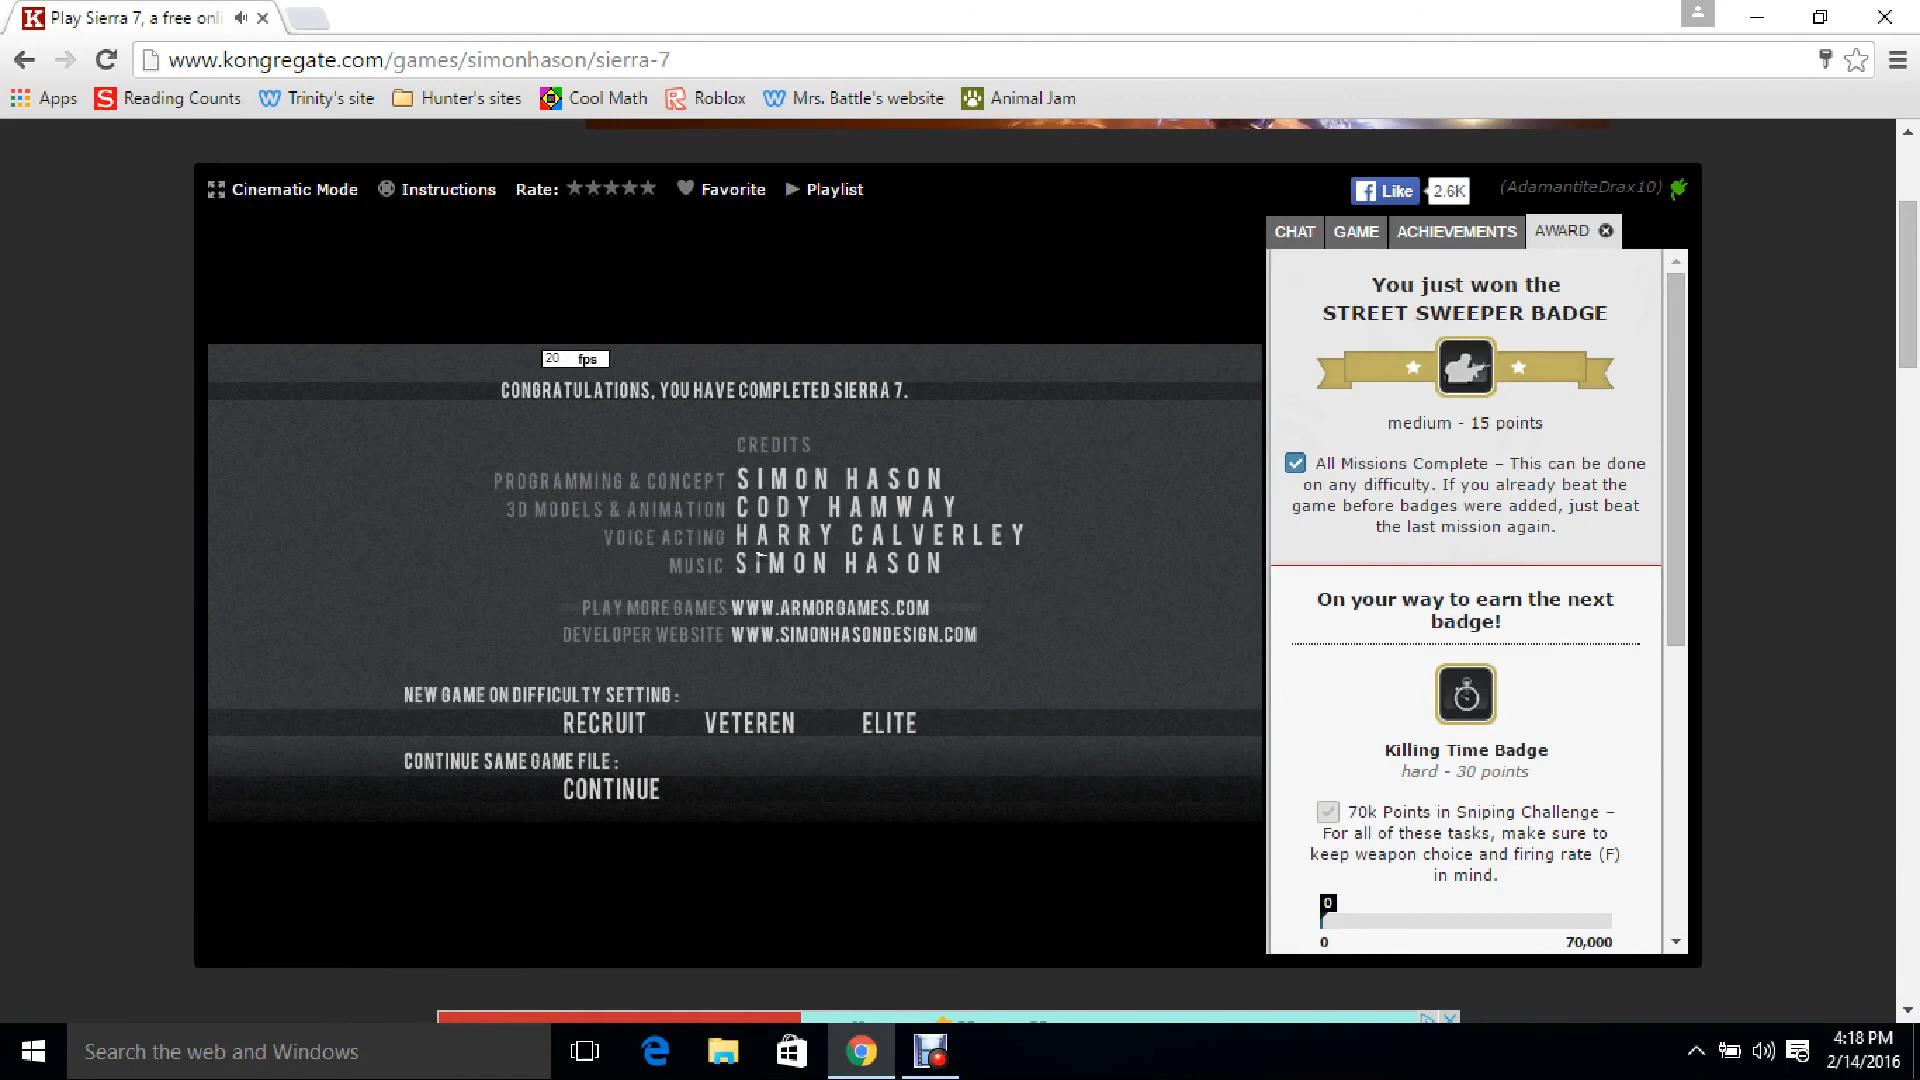 Play Sierra 7, a free onli
www.kongregate.com/games/simonhason/sierra-7
Apps Reading Counts Trinity's site Hunter's sites Cool Math Roblox Mrs. Battle's website Animal Jam
Cinematic Mode Instructions Rate: Favorite Playlist Like 2.6K (AdamantiteDrax10)
CHAT GAME ACHIEVEMENTS AWARD
20 fps
CONGRATULATIONS, YOU HAVE COMPLETED SIERRA 7.
CREDITS
PROGRAMMING & CONCEPT SIMON HASON
3D MODELS & ANIMATION CODY HAMWAY
VOICE ACTING HARRY CALVERLEY
MUSIC SIMON HASON
PLAY MORE GAMES WWW.ARMORGAMES.COM
DEVELOPER WEBSITE WWW.SIMONHASONDESIGN.COM
NEW GAME ON DIFFICULTY SETTING :
RECRUIT VETEREN ELITE
CONTINUE SAME GAME FILE :
CONTINUE
You just won the
STREET SWEEPER BADGE
medium - 15 points
All Missions Complete – This can be done
on any difficulty. If you already beat the
game before badges were added, just beat
the last mission again.
On your way to earn the next
badge!
Killing Time Badge
hard - 30 points
70k Points in Sniping Challenge –
For all of these tasks, make sure to
keep weapon choice and firing rate (F)
in mind.
0
0 70,000
Search the web and Windows
4:18 PM
2/14/2016